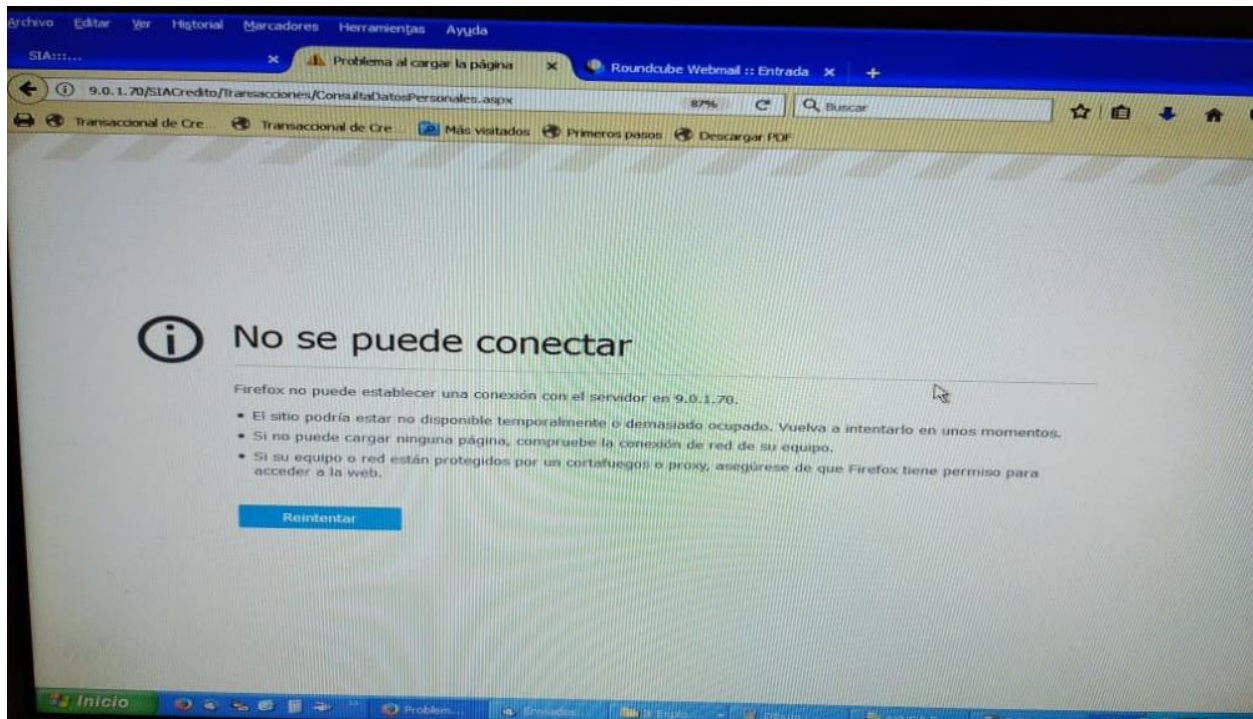 Archivo Editar Ver Historial Marcadores Herramientas Ayuda
SIA:::... Problema al cargar la página Roundcube Webmail :: Entrada
9.0.1.70/SIACredito/Transacciones/ConsultaDatosPersonales.aspx 87% Buscar
Transaccional de Cre... Transaccional de Cre... Más visitados Primeros pasos Descargar PDF
No se puede conectar
Firefox no puede establecer una conexión con el servidor en 9.0.1.70.
• El sitio podría estar no disponible temporalmente o demasiado ocupado. Vuelva a intentarlo en unos momentos.
• Si no puede cargar ninguna página, compruebe la conexión de red de su equipo.
• Si su equipo o red están protegidos por un cortafuegos o proxy, asegúrese de que Firefox tiene permiso para
acceder a la web.
Reintentar
Inicio Problem... Enviados